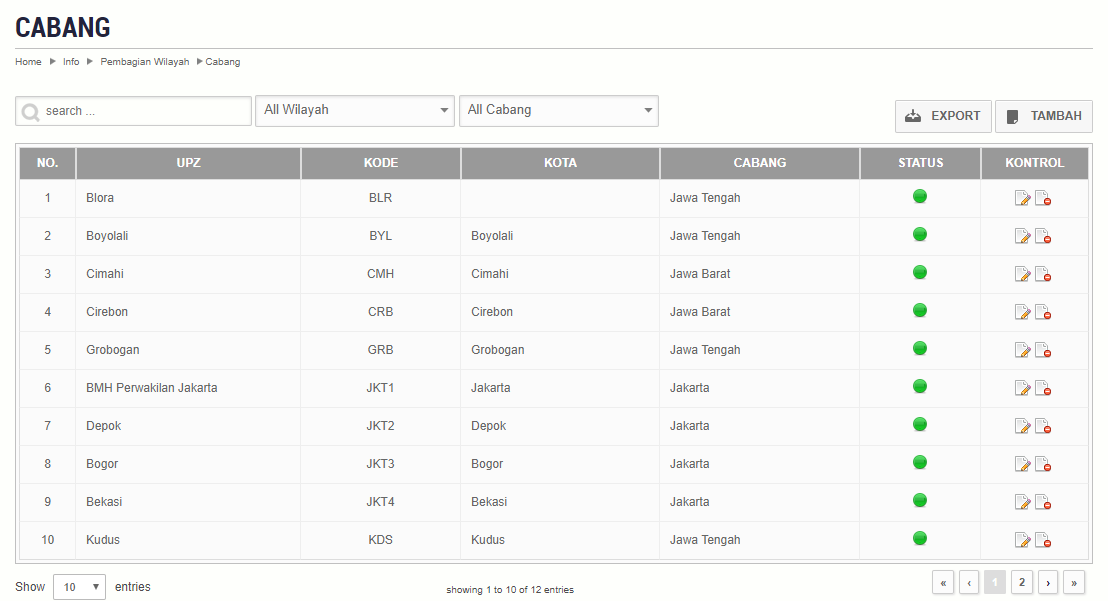 CABANG
Home Info Pembagian Wilayah Cabang
search ... All Wilayah All Cabang EXPORT TAMBAH
NO. UPZ KODE KOTA CABANG STATUS KONTROL
1 Blora BLR Jawa Tengah
2 Boyolali BYL Boyolali Jawa Tengah
3 Cimahi CMH Cimahi Jawa Barat
4 Cirebon CRB Cirebon Jawa Barat
5 Grobogan GRB Grobogan Jawa Tengah
6 BMH Perwakilan Jakarta JKT1 Jakarta Jakarta
7 Depok JKT2 Depok Jakarta
8 Bogor JKT3 Bogor Jakarta
9 Bekasi JKT4 Bekasi Jakarta
10 Kudus KDS Kudus Jawa Tengah
Show 10 entries showing 1 to 10 of 12 entries « ‹ 1 2 › »